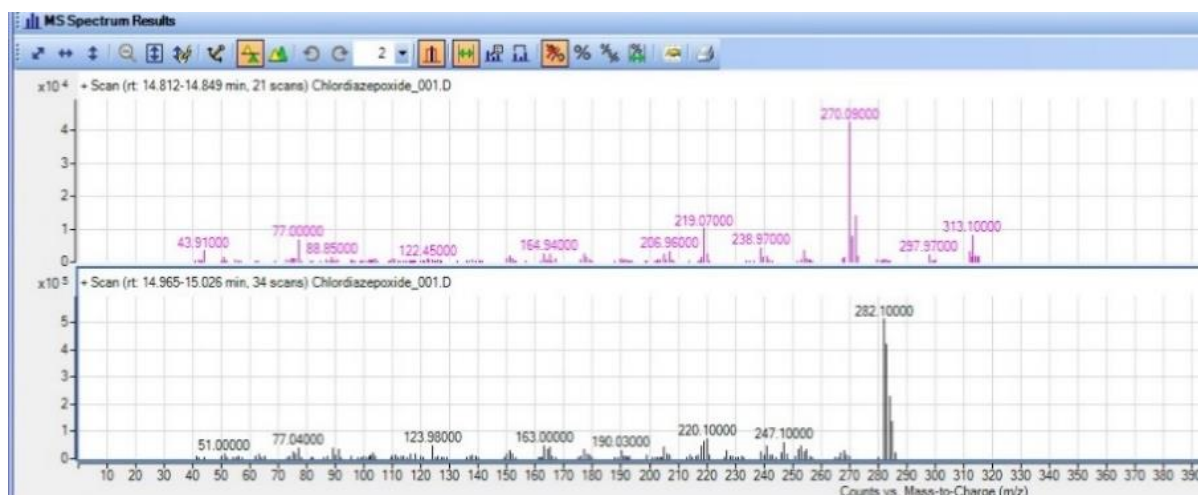 MS Spectrum Results
2
x10 4 + Scan (rt: 14.812-14.849 min, 21 scans) Chlordiazepoxide_001.D
4
3
2
1
0
43.91000 77.00000 88.85000 122.45000 164.94000 206.96000 219.07000 238.97000 270.08000 297.97000 313.10000
x10 5 + Scan (rt: 14.965-15.026 min, 34 scans) Chlordiazepoxide_001.D
5
4
3
2
1
0
51.00000 77.04000 123.98000 163.00000 190.03000 220.10000 247.10000 282.10000
10 20 30 40 50 60 70 80 90 100 110 120 130 140 150 160 170 180 190 200 210 220 230 240 250 260 270 280 290 300 310 320 330 340 350 360 370 380
Counts vs. Mass-to-Charge (m/z)